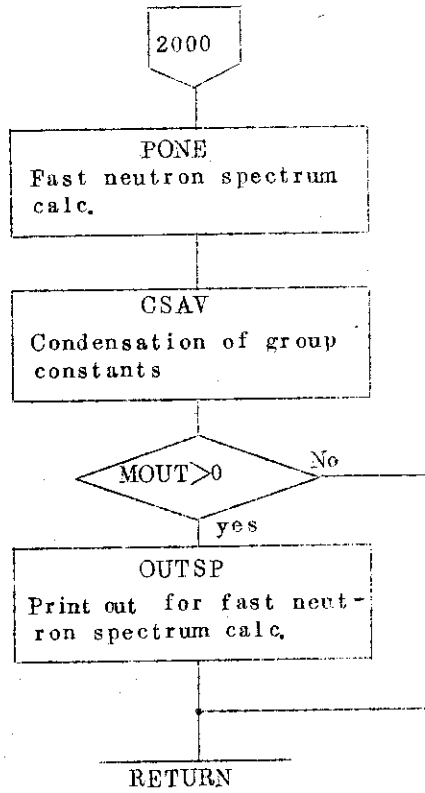 2000
PONE
Fast neutron spectrum
calc.
CSAV
Condensation of group
constants
MOUT>0
No
yes
OUTSP
Print out for fast neut-
ron spectrum calc.
RETURN